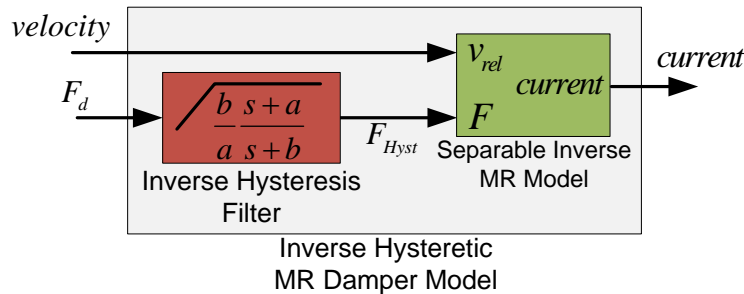 velocity
F_d
b/a s + a / s + b
F_Hyst
v_rel
current
F
current
Inverse Hysteresis
Filter
Separable Inverse
MR Model
Inverse Hysteretic
MR Damper Model